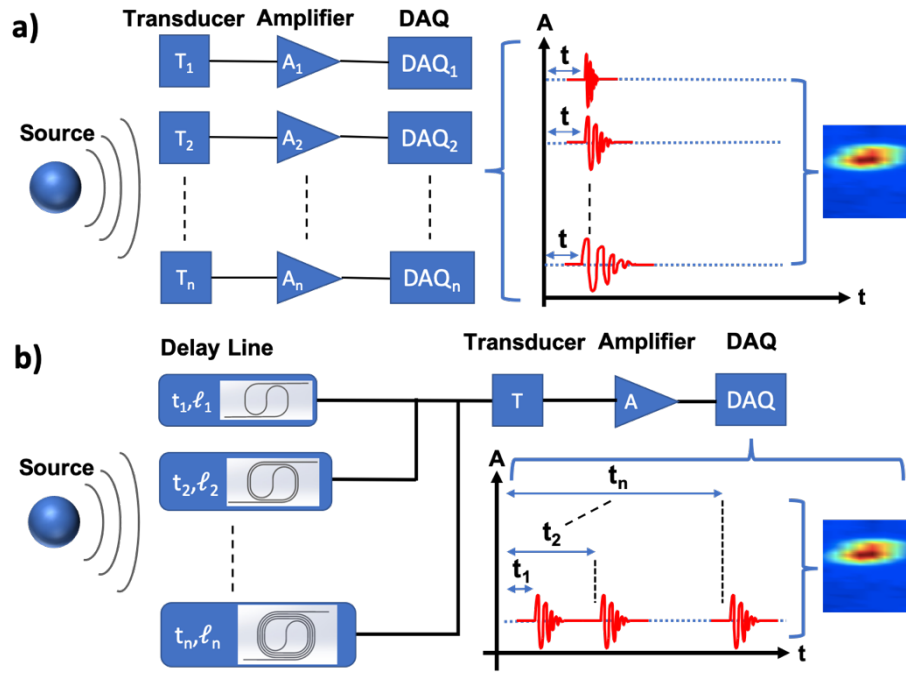 a)
Transducer Amplifier DAQ
T1 A1 DAQ1
Source
T2 A2 DAQ2
Tn An DAQn
A
t
t
t
t
b)
Delay Line
Transducer Amplifier DAQ
t1,ℓ1
T A DAQ
Source
t2,ℓ2
tn,ℓn
A
tn
t2
t1
t